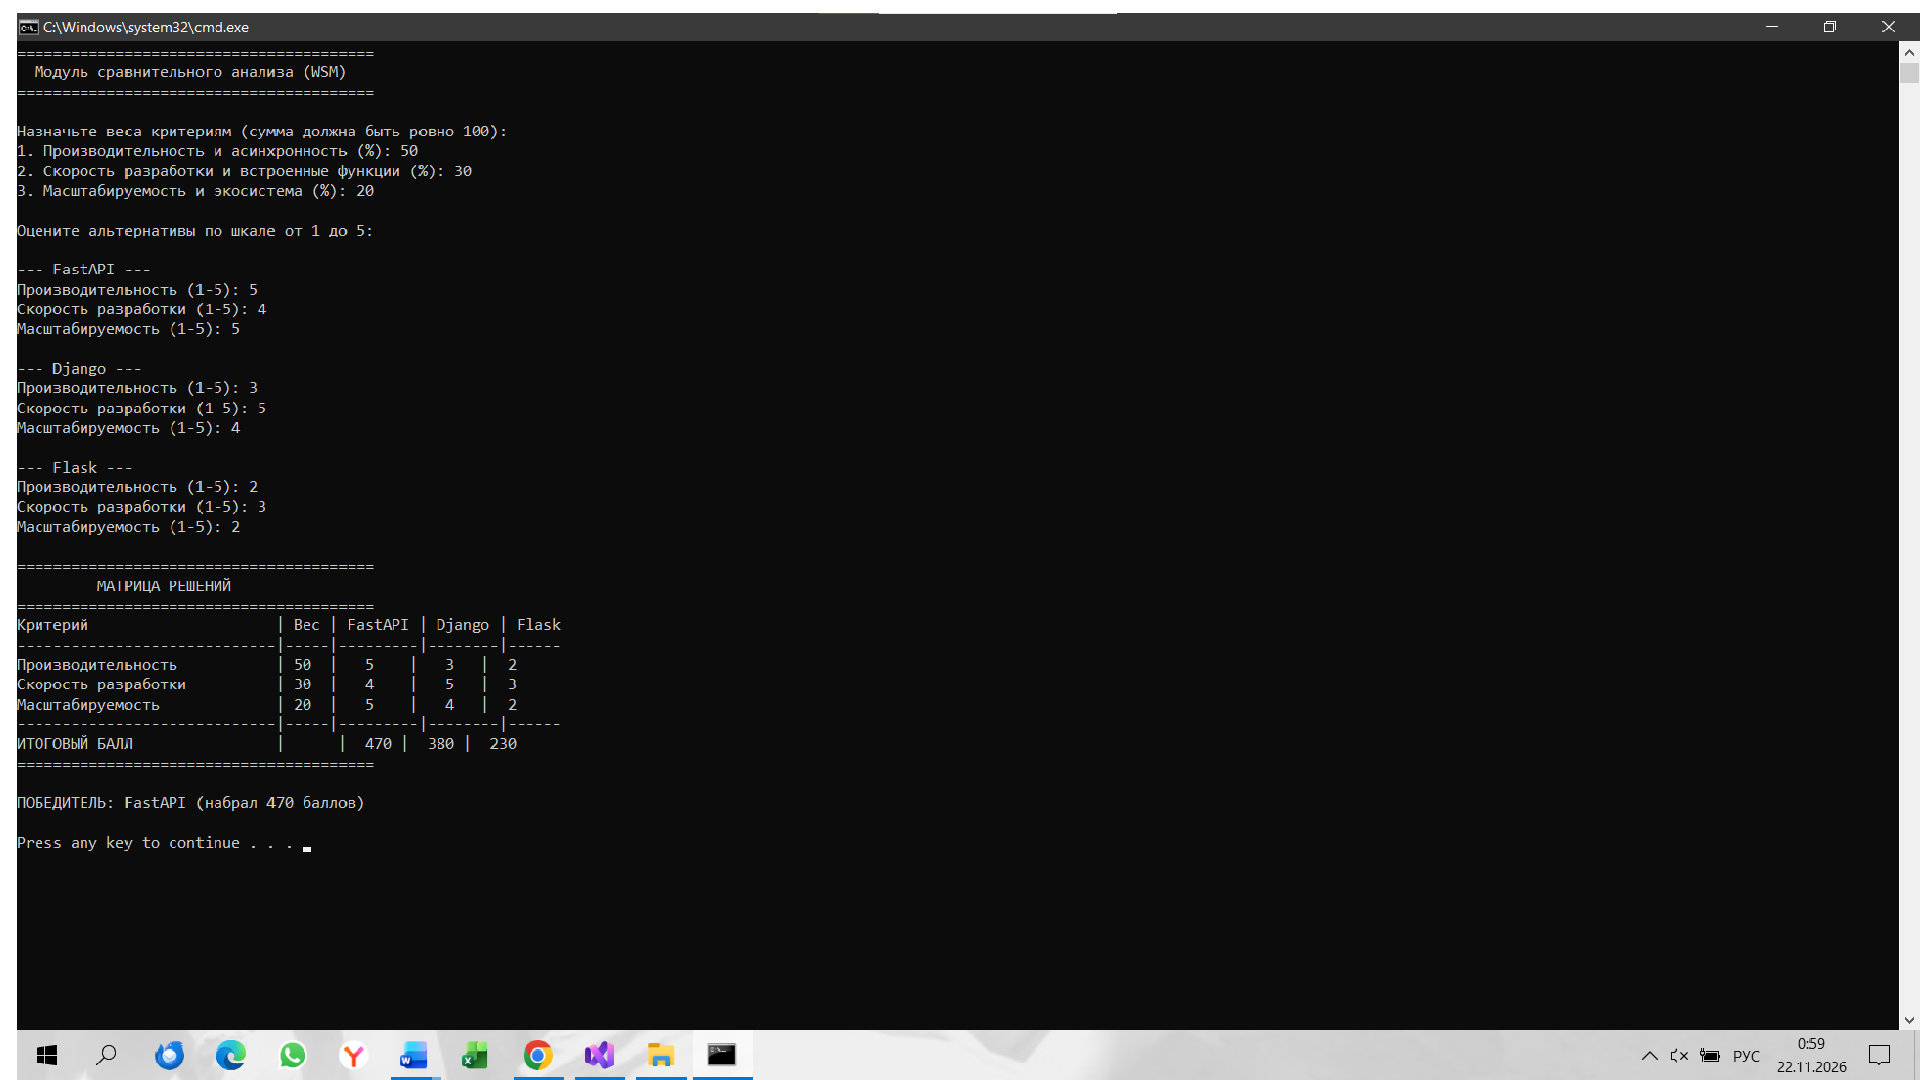 C:\Windows\system32\cmd.exe
========================================
Модуль сравнительного анализа (WSM)
========================================
Назначьте веса критерилм (сумма должна быть ровно 100):
1. Производительность и асинхронность (%): 50
2. Скорость разработки и встроенные функции (%): 30
3. Масштабируемость и экосистема (%): 20
Оцените альтернативы по шкале от 1 до 5:
--- FastAPI ---
Производительность (1-5): 5
Скорость разработки (1-5): 4
Масштабируемость (1-5): 5
--- Django ---
Производительность (1-5): 3
Скорость разработки (1 5): 5
Масштабируемость (1-5): 4
--- Flask ---
Производительность (1-5): 2
Скорость разработки (1-5): 3
Масштабируемость (1-5): 2
========================================
МАТРИЦА РЕШЕНИЙ
========================================
Критерий | Вес | FastAPI | Django | Flask
-----------------------------|-----|---------|--------|------
Производительность | 50 | 5 | 3 | 2
Скорость разработки | 30 | 4 | 5 | 3
Масштабируемость | 20 | 5 | 4 | 2
-----------------------------|-----|---------|--------|------
ИТОГОВЫЙ БАЛЛ | | 470 | 380 | 230
========================================
ПОБЕДИТЕЛЬ: FastAPI (набрал 470 баллов)
Press any key to continue . . .
РУС
0:59
22.11.2026